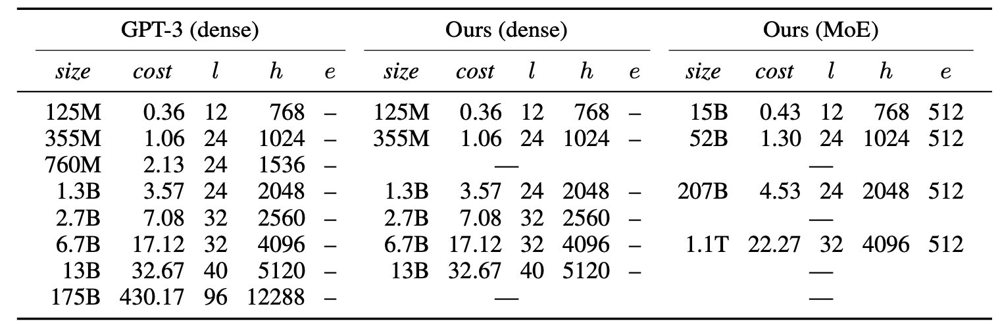 GPT-3 (dense) Ours (dense) Ours (MoE)
size cost l h e size cost l h e size cost l h e
125M 0.36 12 768 – 125M 0.36 12 768 – 15B 0.43 12 768 512
355M 1.06 24 1024 – 355M 1.06 24 1024 – 52B 1.30 24 1024 512
760M 2.13 24 1536 – — —
1.3B 3.57 24 2048 – 1.3B 3.57 24 2048 – 207B 4.53 24 2048 512
2.7B 7.08 32 2560 – 2.7B 7.08 32 2560 – —
6.7B 17.12 32 4096 – 6.7B 17.12 32 4096 – 1.1T 22.27 32 4096 512
13B 32.67 40 5120 – 13B 32.67 40 5120 – —
175B 430.17 96 12288 – — —